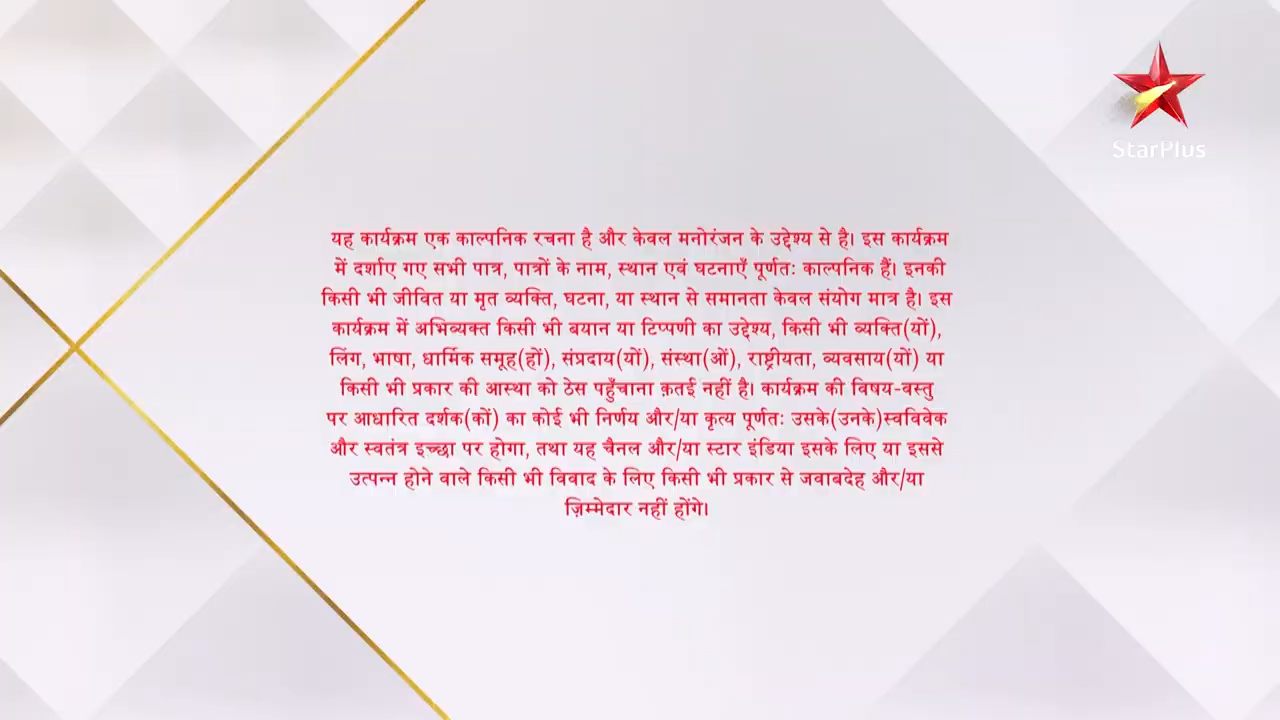 StarPlus
यह कार्यक्रम एक काल्पनिक रचना है और केवल मनोरंजन के उद्देश्य से है। इस कार्यक्रम
में दर्शाए गए सभी पात्र, पात्रों के नाम, स्थान एवं घटनाएँ पूर्णतः काल्पनिक हैं। इनकी
किसी भी जीवित या मृत व्यक्ति, घटना, या स्थान से समानता केवल संयोग मात्र है। इस
कार्यक्रम में अभिव्यक्त किसी भी बयान या टिप्पणी का उद्देश्य, किसी भी व्यक्ति(यों),
लिंग, भाषा, धार्मिक समूह(हों), संप्रदाय(यों), संस्था(ओं), राष्ट्रीयता, व्यवसाय(यों) या
किसी भी प्रकार की आस्था को ठेस पहुँचाना क़तई नहीं है। कार्यक्रम की विषय-वस्तु
पर आधारित दर्शक(कों) का कोई भी निर्णय और/या कृत्य पूर्णतः उसके(उनके)स्वविवेक
और स्वतंत्र इच्छा पर होगा, तथा यह चैनल और/या स्टार इंडिया इसके लिए या इससे
उत्पन्न होने वाले किसी भी विवाद के लिए किसी भी प्रकार से जवाबदेह और/या
ज़िम्मेदार नहीं होंगे।